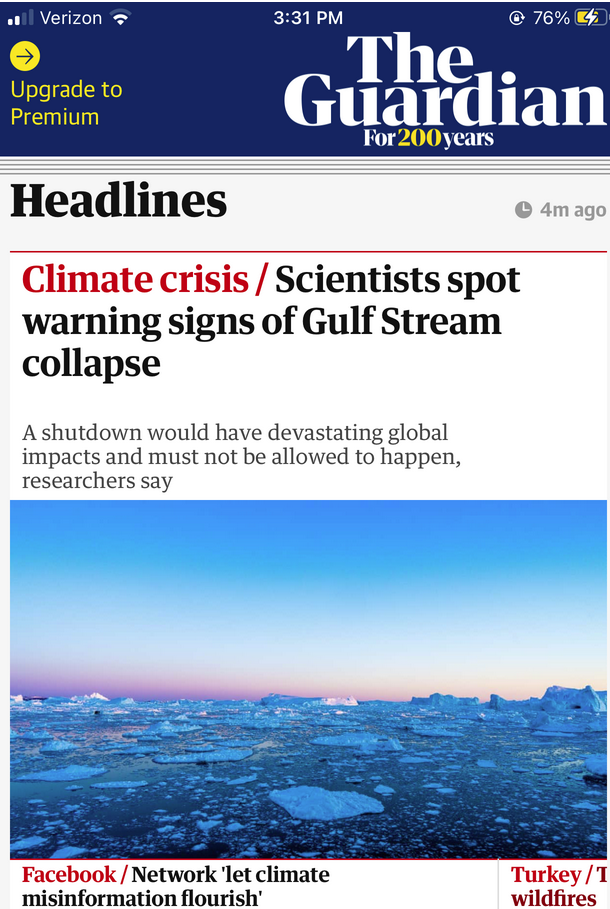 Verizon 3:31 PM 76%
Upgrade to
Premium
The
Guardian
For 200 years
Headlines
4m ago
Climate crisis / Scientists spot
warning signs of Gulf Stream
collapse
A shutdown would have devastating global
impacts and must not be allowed to happen,
researchers say
Facebook / Network 'let climate
misinformation flourish'
Turkey /
wildfires